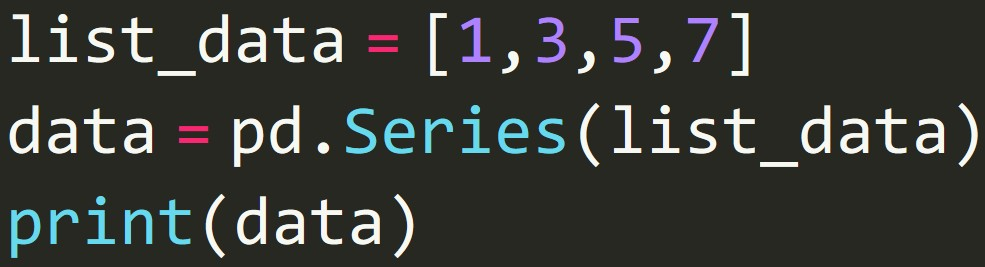 list_data = [1,3,5,7]
data = pd.Series(list_data)
print(data)